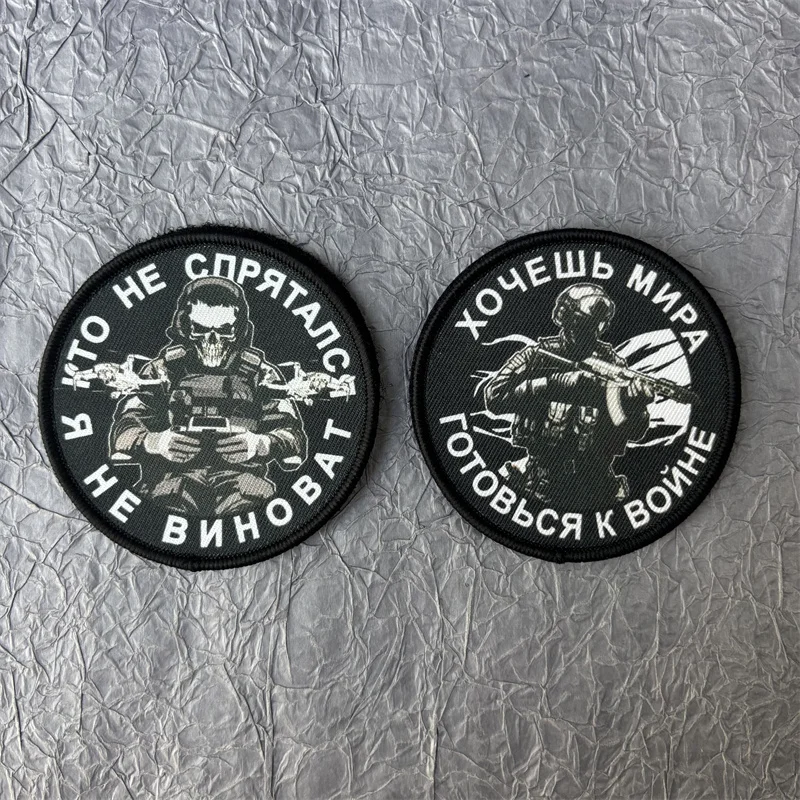 КТО НЕ СПРЯТАЛСЯ
Я НЕ ВИНОВАТ
ХОЧЕШЬ МИРА
ГОТОВЬСЯ К ВОЙНЕ